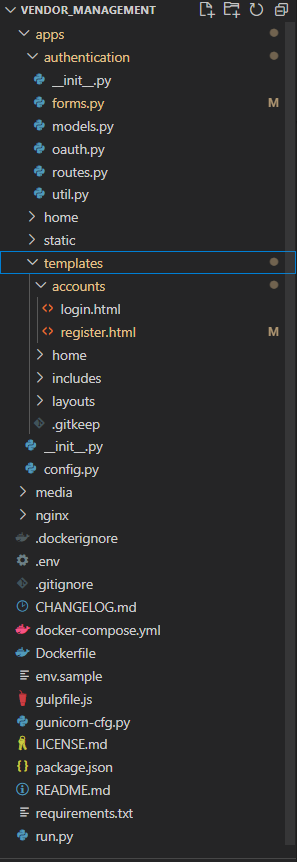 VENDOR_MANAGEMENT
apps
authentication
__init__.py
forms.py M
models.py
oauth.py
routes.py
util.py
home
static
templates
accounts
login.html
register.html M
home
includes
layouts
.gitkeep
__init__.py
config.py
media
nginx
.dockerignore
.env
.gitignore
CHANGELOG.md
docker-compose.yml
Dockerfile
env.sample
gulpfile.js
gunicorn-cfg.py
LICENSE.md
package.json
README.md
requirements.txt
run.py